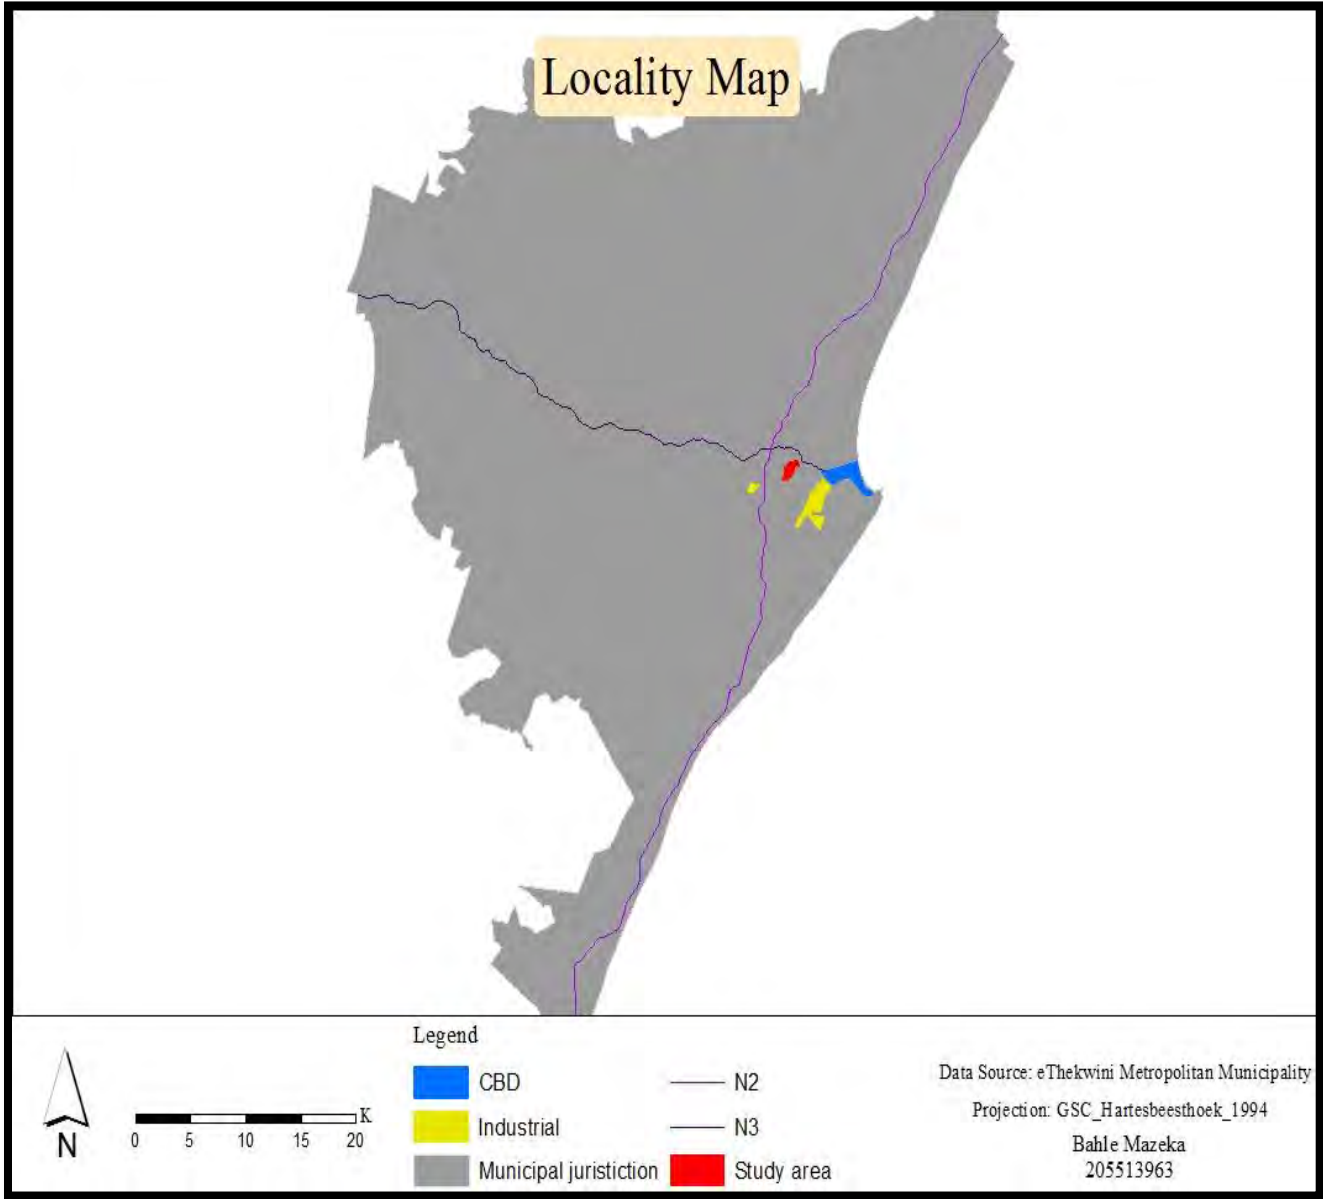 Locality Map
Legend
CBD
N2
Industrial
N3
Municipal juristiction
Study area
N
K
0 5 10 15 20
Data Source: eThekwini Metropolitan Municipality
Projection: GSC_Hartesbeesthoek_1994
Bahle Mazeka
205513963